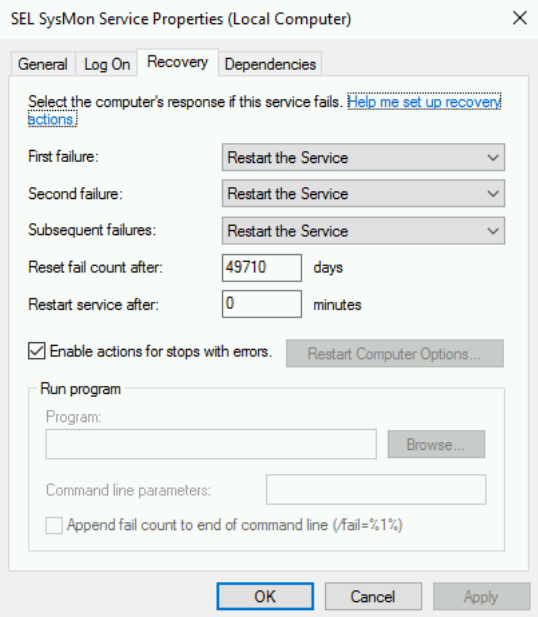 SEL SysMon Service Properties (Local Computer)
General Log On Recovery Dependencies
Select the computer's response if this service fails. Help me set up recovery
actions.
First failure: Restart the Service
Second failure: Restart the Service
Subsequent failures: Restart the Service
Reset fail count after: 49710 days
Restart service after: 0 minutes
Enable actions for stops with errors. Restart Computer Options...
Run program
Program:
Browse...
Command line parameters:
Append fail count to end of command line (/fail=%1%)
OK Cancel Apply